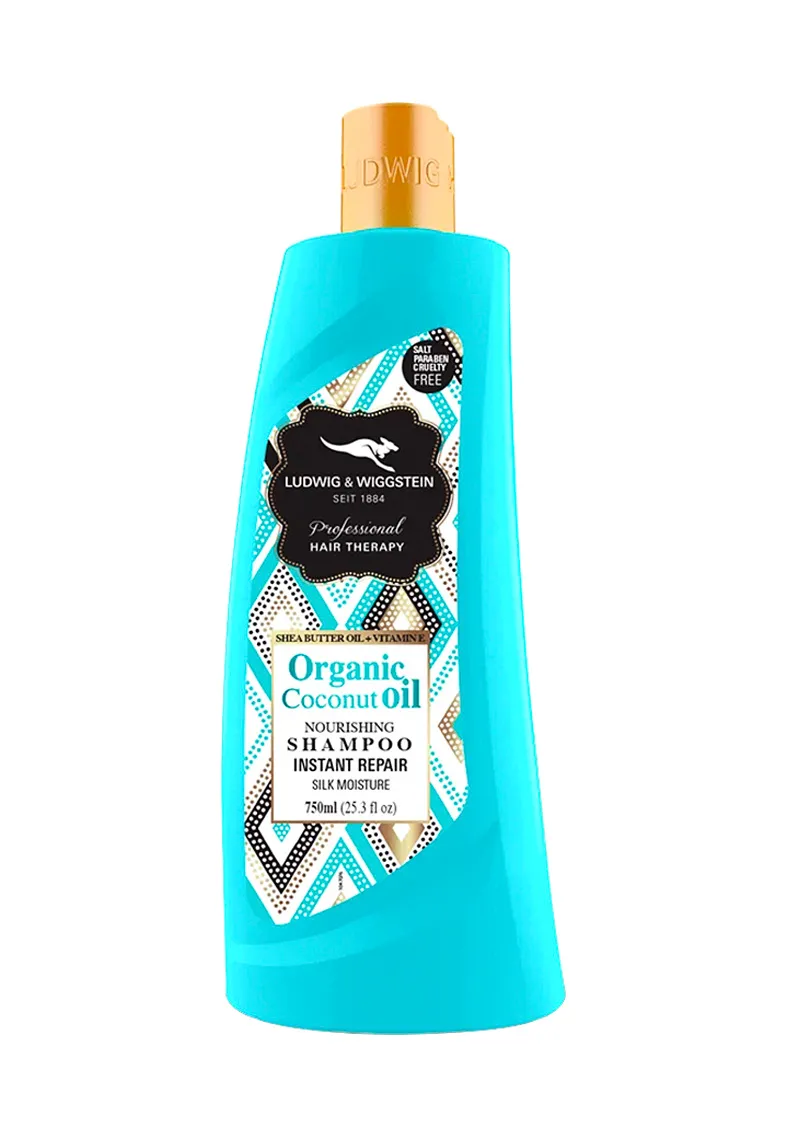 LUDWIG
SALT
PARABEN
CRUELTY
FREE
LUDWIG & WIGGSTEIN
SEIT 1884
Professional
HAIR THERAPY
SHEA BUTTER OIL + VITAMIN E
Organic
Coconut oil
NOURISHING
SHAMPOO
INSTANT REPAIR
SILK MOISTURE
750ml (25.3 fl oz)